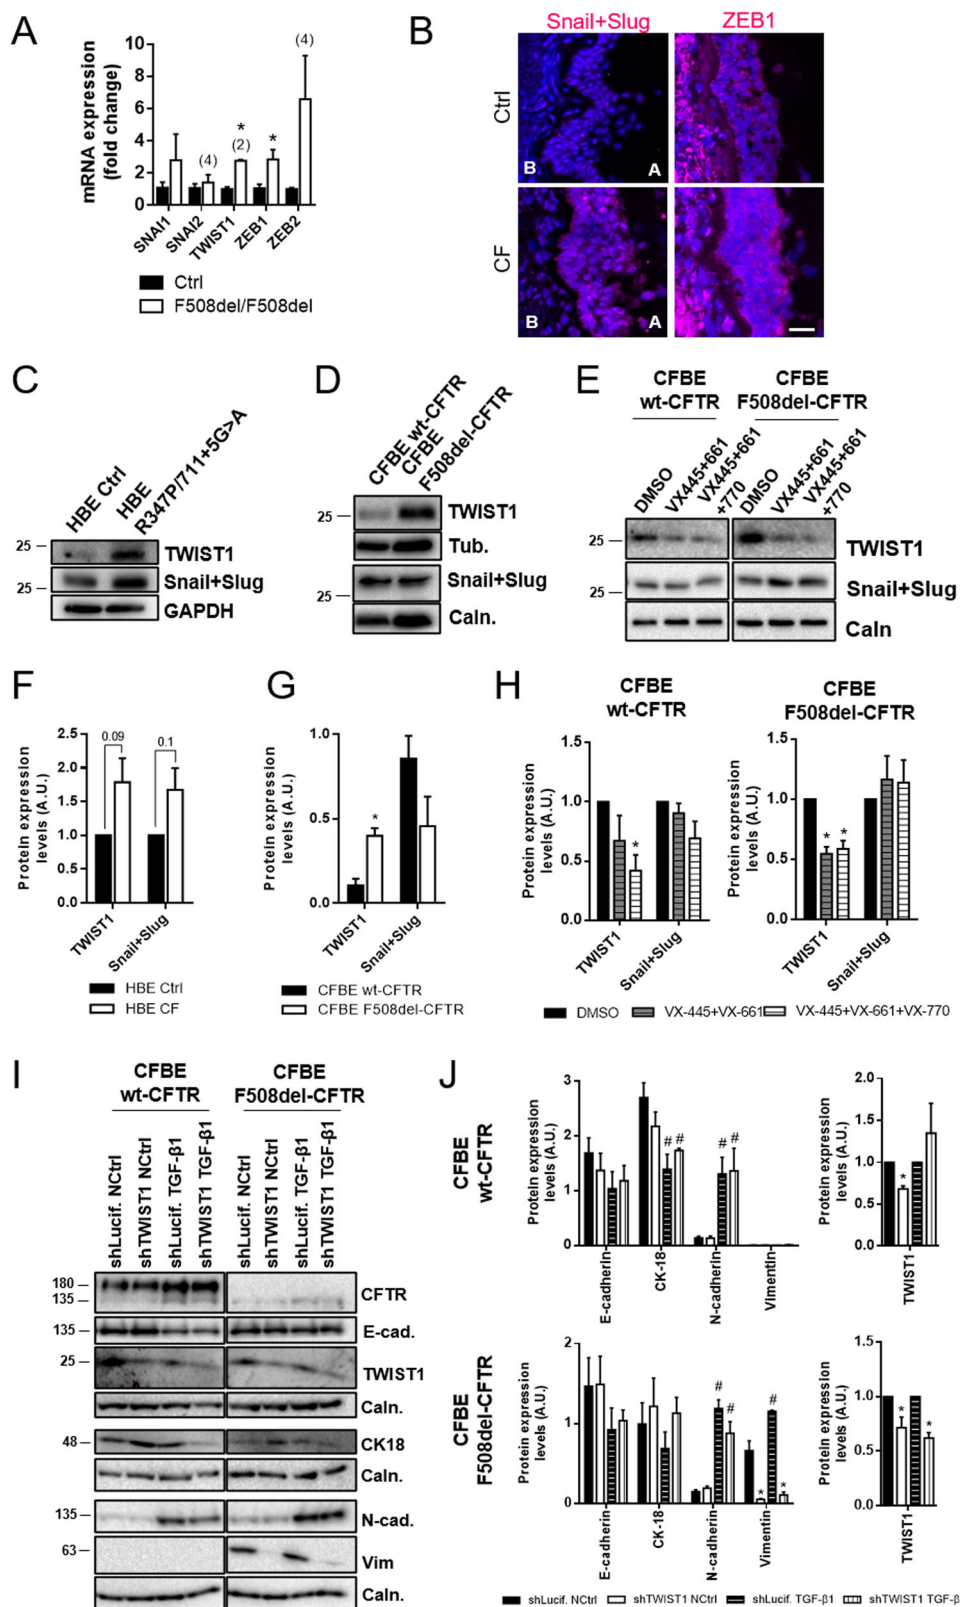 A
mRNA expression
(fold change)
10
8
6
4
2
0
(4)
(2)
*
*
(4)
SNAI1
SNAI2
TWIST1
ZEB1
ZEB2
Ctrl
F508del/F508del
B
Snail+Slug
ZEB1
Ctrl
CF
B
A
B
A
C
HBE Ctrl
HBE
R347P/711+5G>A
25
TWIST1
25
Snail+Slug
GAPDH
D
CFBE wt-CFTR
CFBE
F508del-CFTR
25
TWIST1
Tub.
Snail+Slug
25
Caln.
E
CFBE
wt-CFTR
CFBE
F508del-CFTR
DMSO
VX445+661
VX445+661
+770
DMSO
VX445+661
VX445+661
+770
25
TWIST1
Snail+Slug
25
Caln
F
Protein expression
levels (A.U.)
2.5
2.0
1.5
1.0
0.5
0.0
0.09
0.1
TWIST1
Snail+Slug
HBE Ctrl
HBE CF
G
Protein expression
levels (A.U.)
1.0
0.5
0.0
*
TWIST1
Snail+Slug
CFBE wt-CFTR
CFBE F508del-CFTR
H
CFBE
wt-CFTR
Protein expression
levels (A.U.)
1.5
1.0
0.5
0.0
*
TWIST1
Snail+Slug
CFBE
F508del-CFTR
Protein expression
levels (A.U.)
1.5
1.0
0.5
0.0
* *
TWIST1
Snail+Slug
DMSO
VX-445+VX-661
VX-445+VX-661+VX-770
I
CFBE
wt-CFTR
CFBE
F508del-CFTR
shLucif. NCtrl
shTWIST1 NCtrl
shLucif. TGF-β1
shTWIST1 TGF-β1
shLucif. NCtrl
shTWIST1 NCtrl
shLucif. TGF-β1
shTWIST1 TGF-β1
180
135
CFTR
135
E-cad.
25
TWIST1
Caln.
48
CK18
Caln.
135
N-cad.
63
Vim
Caln.
J
CFBE
wt-CFTR
Protein expression
levels (A.U.)
3
2
1
0
# #
# #
E-cadherin
CK-18
N-cadherin
Vimentin
Protein expression
levels (A.U.)
2.0
1.5
1.0
0.5
0.0
*
TWIST1
CFBE
F508del-CFTR
Protein expression
levels (A.U.)
2
1
0
#
#
#
*
*
E-cadherin
CK-18
N-cadherin
Vimentin
Protein expression
levels (A.U.)
1.5
1.0
0.5
0.0
*
*
TWIST1
shLucif. NCtrl
shTWIST1 NCtrl
shLucif. TGF-β1
shTWIST1 TGF-β